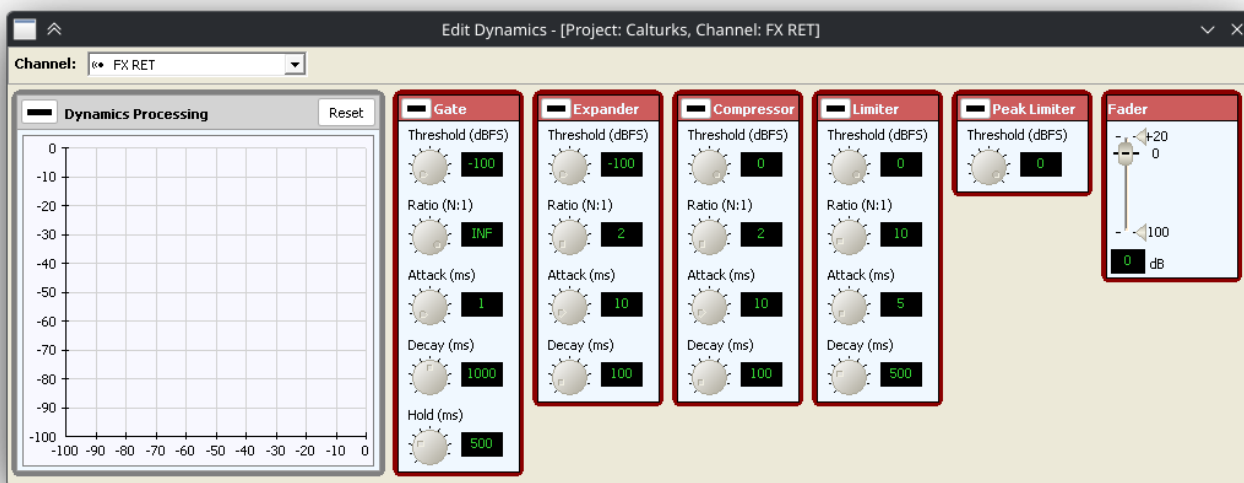 Edit Dynamics - [Project: Calturks, Channel: FX RET]
Channel: FX RET
Dynamics Processing Reset
0
-10
-20
-30
-40
-50
-60
-70
-80
-90
-100
-100 -90 -80 -70 -60 -50 -40 -30 -20 -10 0
Gate
Threshold (dBFS)
-100
Ratio (N:1)
INF
Attack (ms)
1
Decay (ms)
1000
Hold (ms)
500
Expander
Threshold (dBFS)
-100
Ratio (N:1)
2
Attack (ms)
10
Decay (ms)
100
Compressor
Threshold (dBFS)
0
Ratio (N:1)
2
Attack (ms)
10
Decay (ms)
100
Limiter
Threshold (dBFS)
0
Ratio (N:1)
10
Attack (ms)
5
Decay (ms)
500
Peak Limiter
Threshold (dBFS)
0
Fader
+20
0
100
0 dB